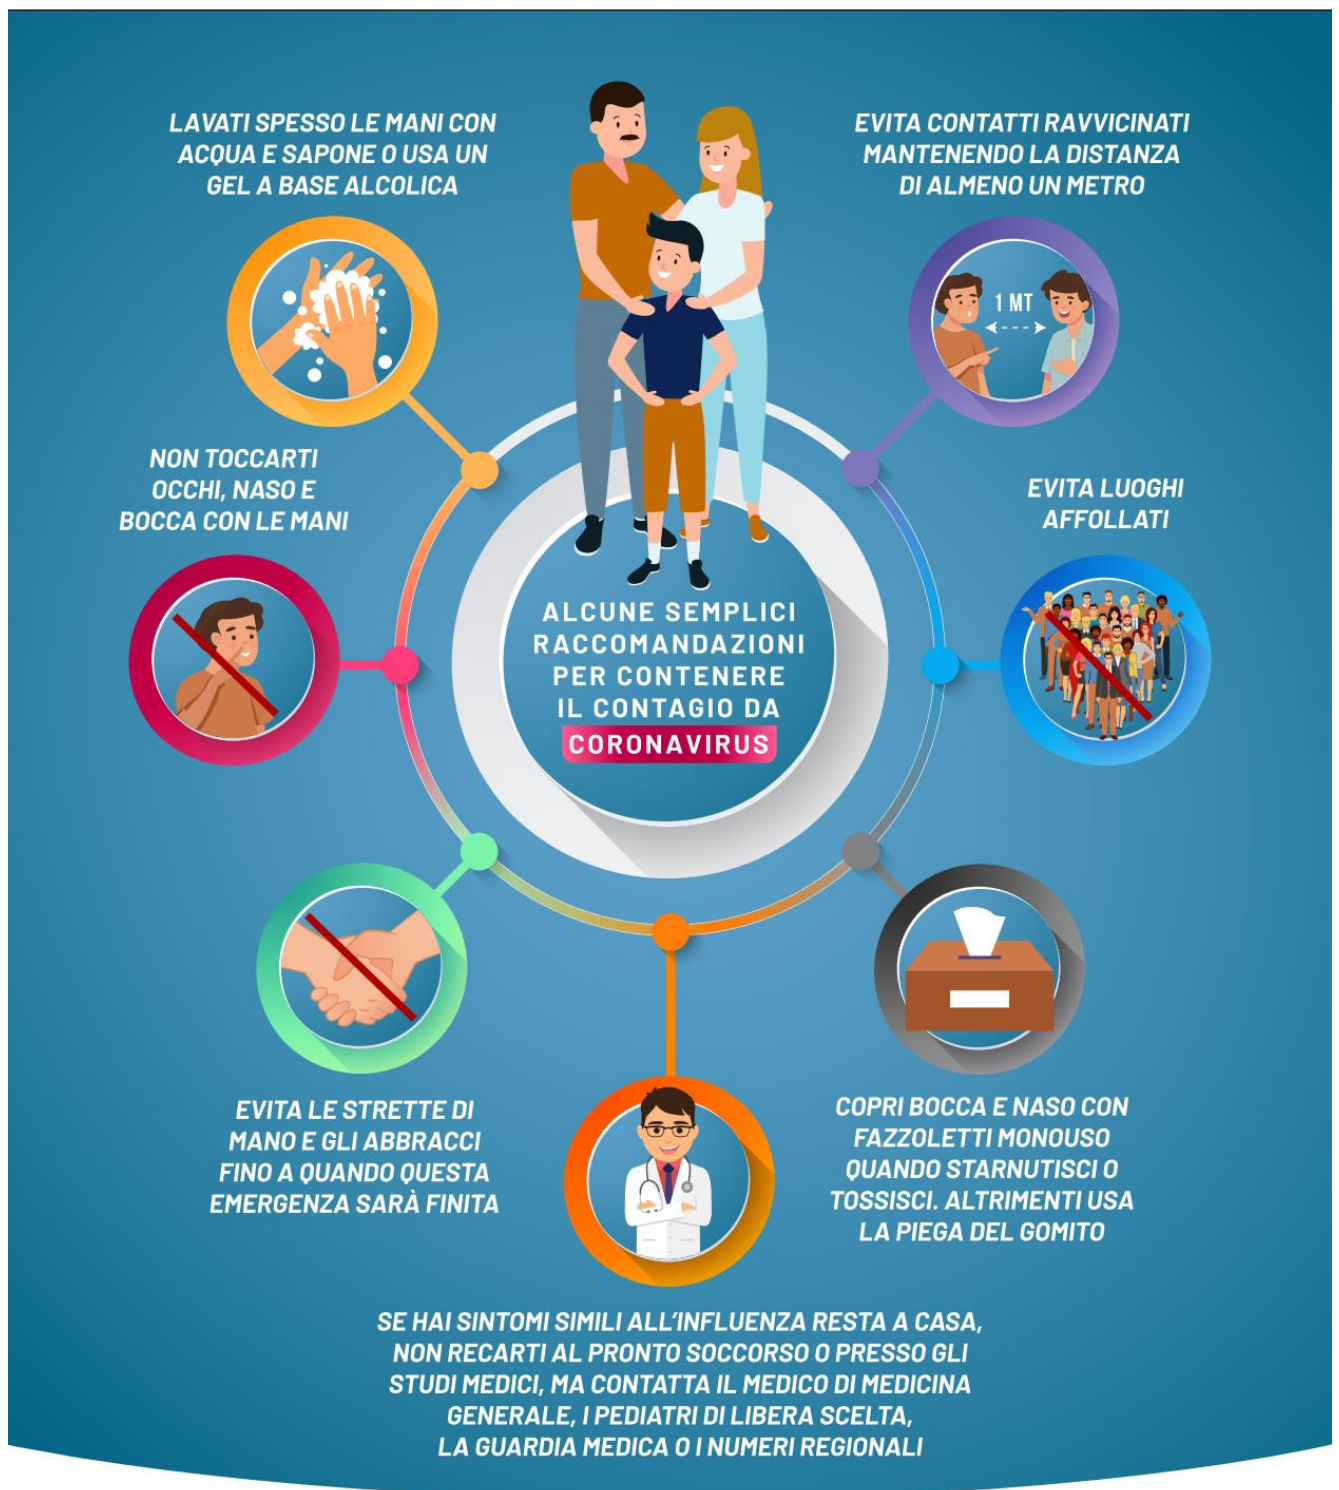 LAVATI SPESSO LE MANI CON
ACQUA E SAPONE O USA UN
GEL A BASE ALCOLICA
EVITA CONTATTI RAVVICINATI
MANTENENDO LA DISTANZA
DI ALMENO UN METRO
1 MT
NON TOCCARTI
OCCHI, NASO E
BOCCA CON LE MANI
EVITA LUOGHI
AFFOLLATI
ALCUNE SEMPLICI
RACCOMANDAZIONI
PER CONTENERE
IL CONTAGIO DA
CORONAVIRUS
EVITA LE STRETTE DI
MANO E GLI ABBRACCI
FINO A QUANDO QUESTA
EMERGENZA SARÀ FINITA
COPRI BOCCA E NASO CON
FAZZOLETTI MONOUSO
QUANDO STARNUTISCI O
TOSSISCI. ALTRIMENTI USA
LA PIEGA DEL GOMITO
SE HAI SINTOMI SIMILI ALL'INFLUENZA RESTA A CASA,
NON RECARTI AL PRONTO SOCCORSO O PRESSO GLI
STUDI MEDICI, MA CONTATTA IL MEDICO DI MEDICINA
GENERALE, I PEDIATRI DI LIBERA SCELTA,
LA GUARDIA MEDICA O I NUMERI REGIONALI